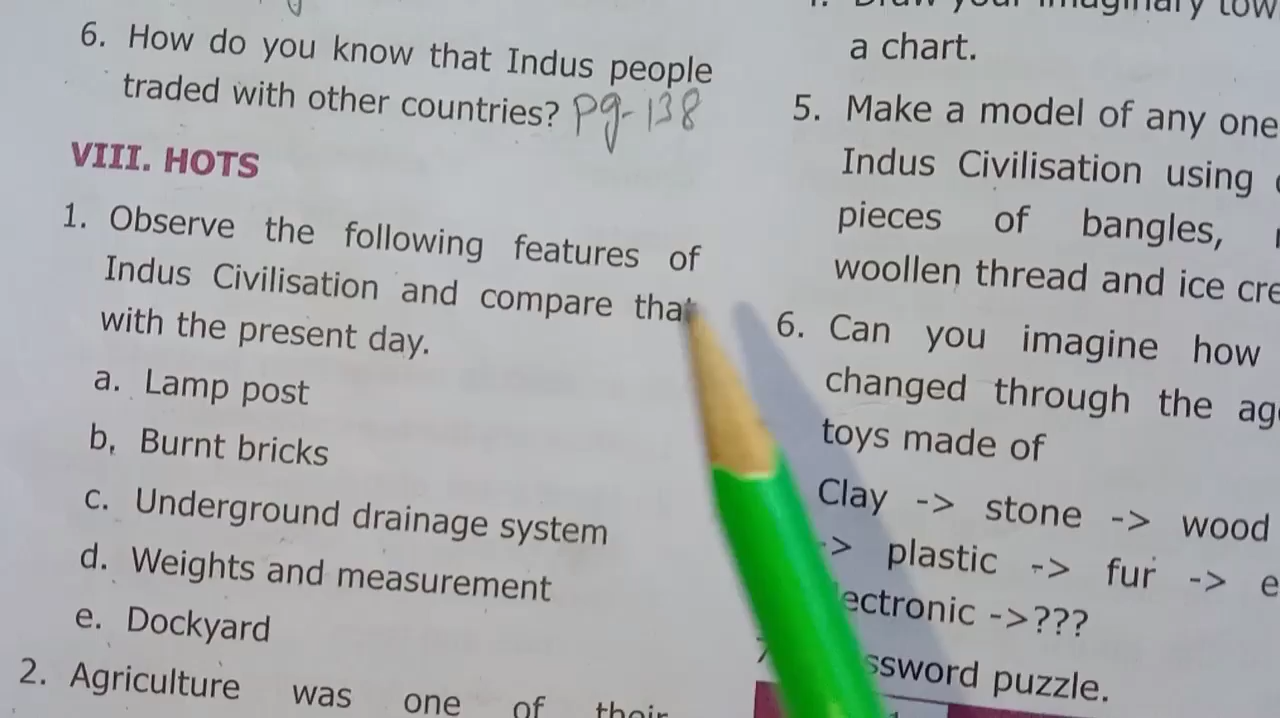 6. How do you know that Indus people
traded with other countries? pg-138
VIII. HOTS
1. Observe the following features of
Indus Civilisation and compare that
with the present day.
a. Lamp post
b. Burnt bricks
c. Underground drainage system
d. Weights and measurement
e. Dockyard
2. Agriculture was one of their
a chart.
5. Make a model of any one
Indus Civilisation using
pieces of bangles,
woollen thread and ice cre
6. Can you imagine how
changed through the ag
toys made of
Clay -> stone -> wood
-> plastic -> fur -> e
ectronic ->???
ssword puzzle.